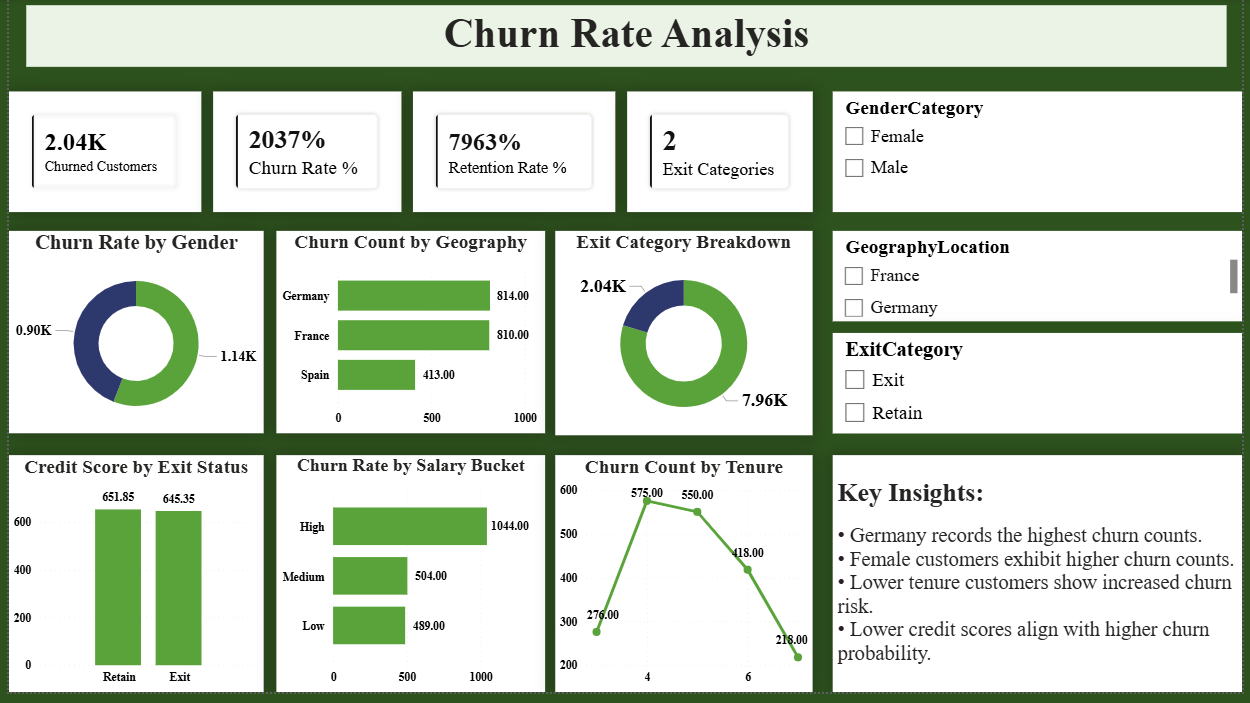 Churn Rate Analysis
2.04K
Churned Customers
2037%
Churn Rate %
7963%
Retention Rate %
2
Exit Categories
GenderCategory
Female
Male
Churn Rate by Gender
0.90K
1.14K
Churn Count by Geography
Germany
814.00
France
810.00
Spain
413.00
0
500
1000
Exit Category Breakdown
2.04K
7.96K
GeographyLocation
France
Germany
ExitCategory
Exit
Retain
Credit Score by Exit Status
651.85
645.35
600
400
200
0
Retain
Exit
Churn Rate by Salary Bucket
High
1044.00
Medium
504.00
Low
489.00
0
500
1000
Churn Count by Tenure
600
500
400
300
200
276.00
575.00
550.00
418.00
218.00
4
6
Key Insights:
• Germany records the highest churn counts.
• Female customers exhibit higher churn counts.
• Lower tenure customers show increased churn
risk.
• Lower credit scores align with higher churn
probability.